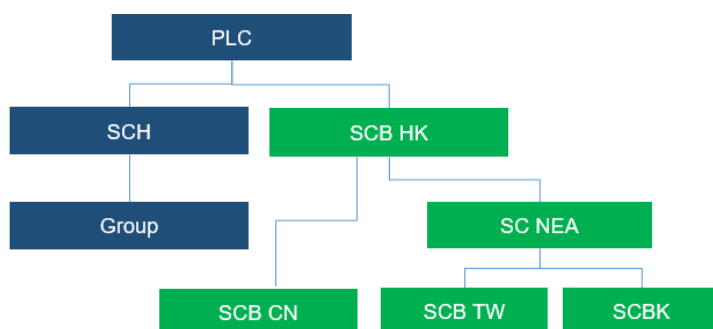 PLC
SCH
SCB HK
Group
SC NEA
SCB CN
SCB TW
SCBK